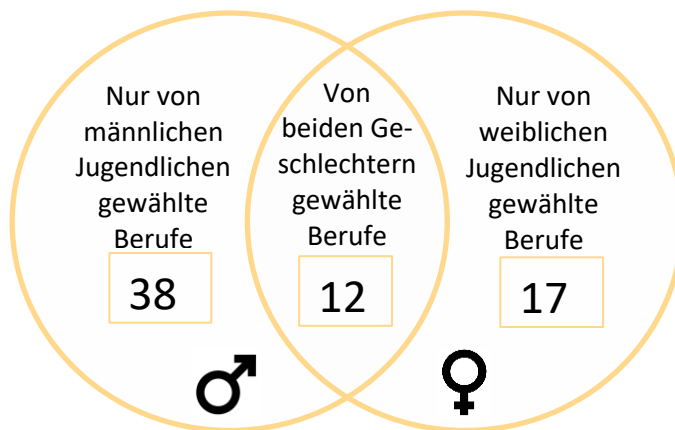 Nur von
männlichen
Jugendlichen
gewählte
Berufe
38
Von
beiden Ge-
schlechtern
gewählte
Berufe
12
Nur von
weiblichen
Jugendlichen
gewählte
Berufe
17